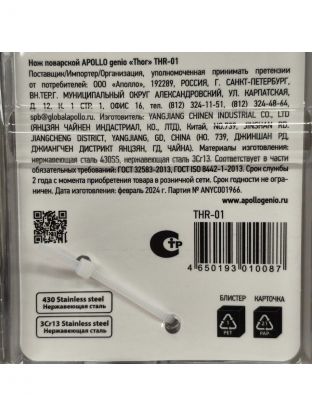 Нож поварской APOLLO genio «Thor» THR-01
Поставщик/Импортер/Организация, уполномоченная принимать претензии
от потребителей: ООО «Аполло», 192289, РОССИЯ, Г. САНКТ-ПЕТЕРБУРГ,
ВН.ТЕР.Г. МУНИЦИПАЛЬНЫЙ ОКРУГ АЛЕКСАНДРОВСКИЙ, УЛ. КАРПАТСКАЯ,
Д. 12, К. 1 СТР. 1, ОФИС 16, тел. (812) 324-11-51, (812) 324-48-64,
spb@globalapollo.ru. Изготовитель: YANGJIANG CHINEN INDUSTRIAL CO., LTD
(ЯНЦЗЯН ЧАЙНЕН ИНДАСТРИАЛ, КО., ЛТД), Китай, NO.739, JINSHAN RD.
JIANGCHENG DISTRICT, YANGJIANG, GD, CHINA (НО. 739, ДЖИНШАН РД,
ДЖИАНГЧЕН ДИСТРИКТ ЯНЦЗЯН, ГД, ЧАЙНА). Материалы изготовления:
нержавеющая сталь 430SS, нержавеющая сталь 3Cr13. Соответствует в части
обязательных требований: ГОСТ 32583-2013, ГОСТ ISO 8442-1-2013. Срок службы
2 года с момента приобретения товара в розничной сети. Срок годности не огра-
ничен. Дата изготовления: февраль 2024 г. Партия № ANYC001966.
www.apollogenio.ru
THR-01
4 650193 010087
430 Stainless steel
Нержавеющая сталь
3Cr13 Stainless steel
Нержавеющая сталь
БЛИСТЕР
КАРТОЧКА
1
PET
21
PAP